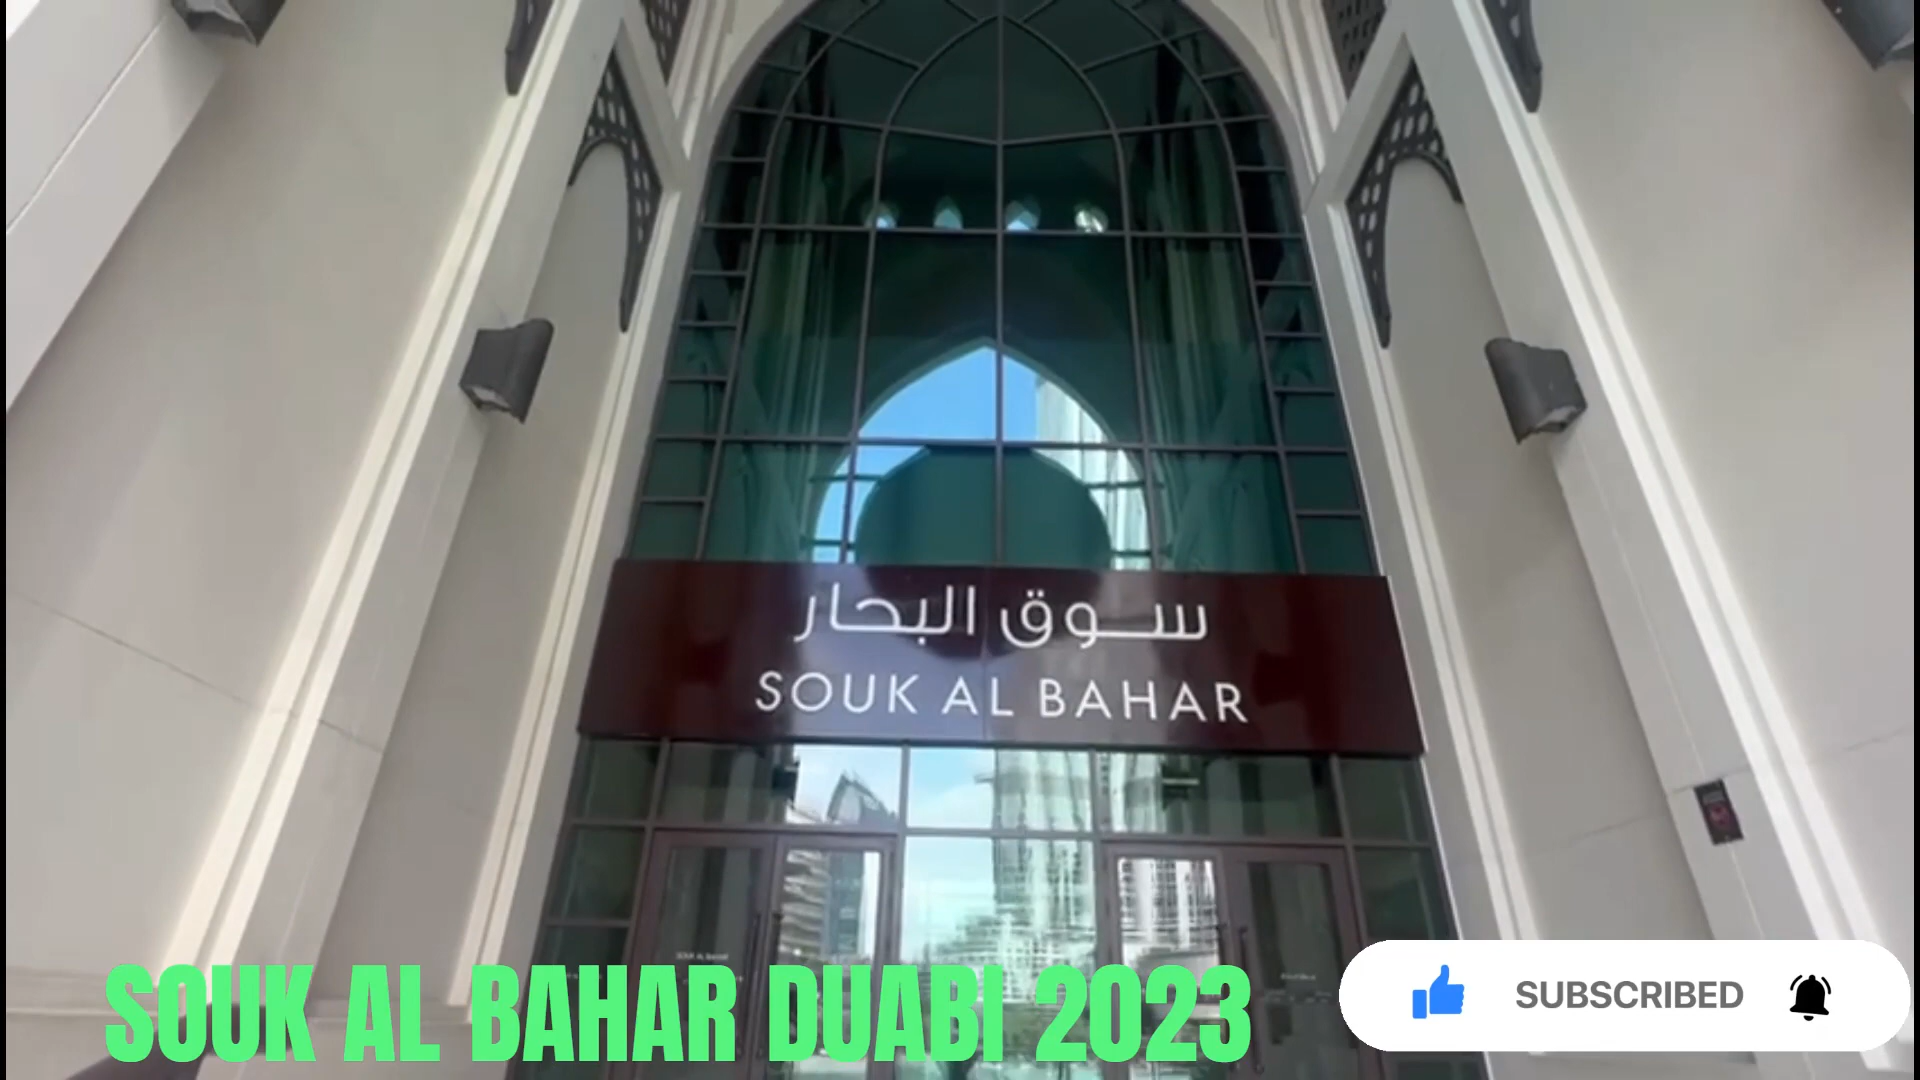 سوق البحار
SOUK AL BAHAR
SOUK AL BAHAR DUABI 2023
SUBSCRIBED